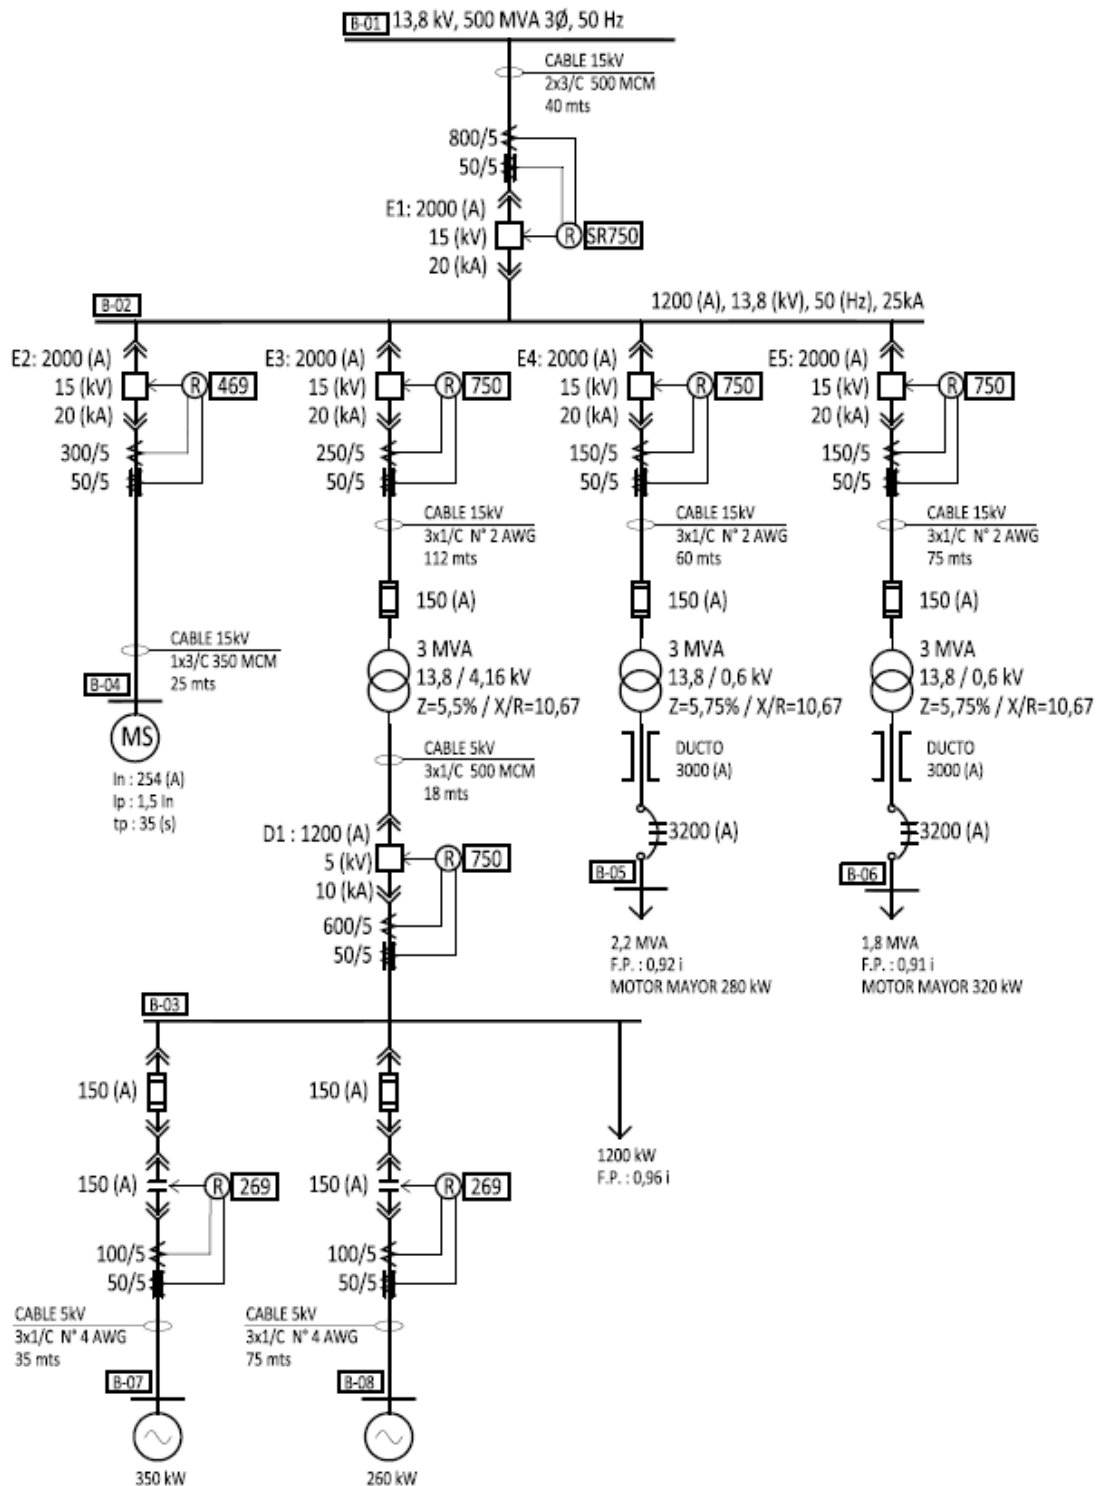 B-01 13,8 kV, 500 MVA 3Ø, 50 Hz
CABLE 15kV
2x3/C 500 MCM
40 mts
800/5
50/5
E1: 2000 (A)
15 (kV)
20 (kA)
R SR750
B-02
1200 (A), 13,8 (kV), 50 (Hz), 25kA
E2: 2000 (A)
15 (kV)
20 (kA)
R 469
300/5
50/5
CABLE 15kV
1x3/C 350 MCM
25 mts
B-04
MS
In : 254 (A)
Ip : 1,5 In
tp : 35 (s)
E3: 2000 (A)
15 (kV)
20 (kA)
R 750
250/5
50/5
CABLE 15kV
3x1/C N° 2 AWG
112 mts
150 (A)
3 MVA
13,8 / 4,16 kV
Z=5,5% / X/R=10,67
CABLE 5kV
3x1/C 500 MCM
18 mts
D1 : 1200 (A)
5 (kV)
10 (kA)
R 750
600/5
50/5
E4: 2000 (A)
15 (kV)
20 (kA)
R 750
150/5
50/5
CABLE 15kV
3x1/C N° 2 AWG
60 mts
150 (A)
3 MVA
13,8 / 0,6 kV
Z=5,75% / X/R=10,67
DUCTO
3000 (A)
3200 (A)
B-05
2,2 MVA
F.P. : 0,92 i
MOTOR MAYOR 280 kW
E5: 2000 (A)
15 (kV)
20 (kA)
R 750
150/5
50/5
CABLE 15kV
3x1/C N° 2 AWG
75 mts
150 (A)
3 MVA
13,8 / 0,6 kV
Z=5,75% / X/R=10,67
DUCTO
3000 (A)
3200 (A)
B-06
1,8 MVA
F.P. : 0,91 i
MOTOR MAYOR 320 kW
B-03
150 (A)
150 (A)
R 269
100/5
50/5
CABLE 5kV
3x1/C N° 4 AWG
35 mts
B-07
350 kW
150 (A)
150 (A)
R 269
100/5
50/5
CABLE 5kV
3x1/C N° 4 AWG
75 mts
B-08
260 kW
1200 kW
F.P. : 0,96 i